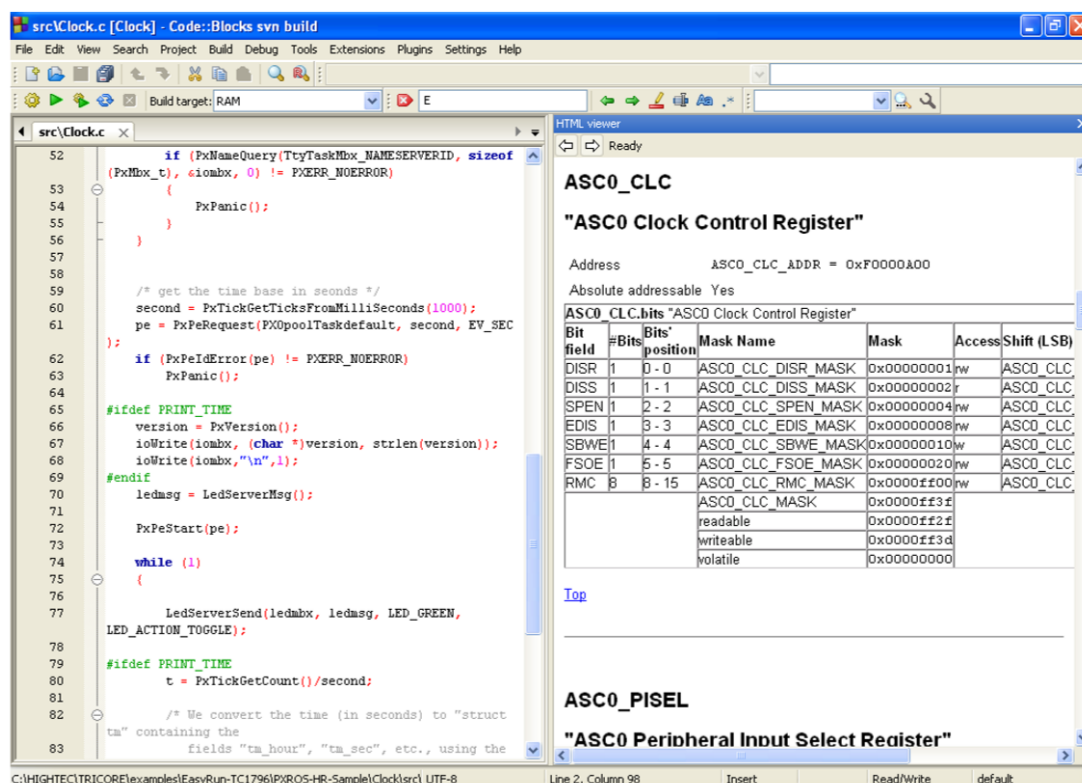 src\Clock.c [Clock] - Code::Blocks svn build
File Edit View Search Project Build Debug Tools Extensions Plugins Settings Help
Build target: RAM E
src\Clock.c
52 if (PxNameQuery(TtyTaskMbx_NAMESERVERID, sizeof
(PxMbx_t), &iombx, 0) != PXERR_NOERROR)
53 {
54 PxPanic();
55 }
56 }
57
58
59 /* get the time base in seonds */
60 second = PxTickGetTicksFromMilliSeconds(1000);
61 pe = PxPeRequest(PXOpoolTaskdefault, second, EV_SEC
);
62 if (PxPeIdError(pe) != PXERR_NOERROR)
63 PxPanic();
64
65 #ifdef PRINT_TIME
66 version = PxVersion();
67 ioWrite(iombx, (char *)version, strlen(version));
68 ioWrite(iombx,"\n",1);
69 #endif
70 ledmsg = LedServerMsg();
71
72 PxPeStart(pe);
73
74 while (1)
75 {
76
77 LedServerSend(ledmbx, ledmsg, LED_GREEN,
LED_ACTION_TOGGLE);
78
79 #ifdef PRINT_TIME
80 t = PxTickGetCount()/second;
81
82 /* We convert the time (in seconds) to "struct
tm" containing the
83 fields "tm_hour", "tm_sec", etc., using the
HTML viewer
Ready
ASC0_CLC
"ASC0 Clock Control Register"
Address ASC0_CLC_ADDR = 0xF0000A00
Absolute addressable Yes
ASC0_CLC.bits "ASC0 Clock Control Register"
Bit field #Bits Bits' position Mask Name Mask Access Shift (LSB)
DISR 1 0 - 0 ASC0_CLC_DISR_MASK 0x00000001 rw ASC0_CLC_
DISS 1 1 - 1 ASC0_CLC_DISS_MASK 0x00000002 r ASC0_CLC_
SPEN 1 2 - 2 ASC0_CLC_SPEN_MASK 0x00000004 rw ASC0_CLC_
EDIS 1 3 - 3 ASC0_CLC_EDIS_MASK 0x00000008 rw ASC0_CLC_
SBWE 1 4 - 4 ASC0_CLC_SBWE_MASK 0x00000010 w ASC0_CLC_
FSOE 1 5 - 5 ASC0_CLC_FSOE_MASK 0x00000020 rw ASC0_CLC_
RMC 8 8 - 15 ASC0_CLC_RMC_MASK 0x0000ff00 rw ASC0_CLC_
ASC0_CLC_MASK 0x0000ff3f
readable 0x0000ff2f
writeable 0x0000ff3d
volatile 0x00000000
Top
ASC0_PISEL
"ASC0 Peripheral Input Select Register"
C:\HIGHTEC\TRICORE\examples\EasyRun-TC1796\PXROS-HR-Sample\Clock\src\ UTF-8 Line 2, Column 98 Insert Read/Write default